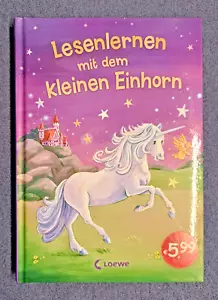 Lesenlernen
mit dem
kleinen Einhorn
€5,99
Loewe